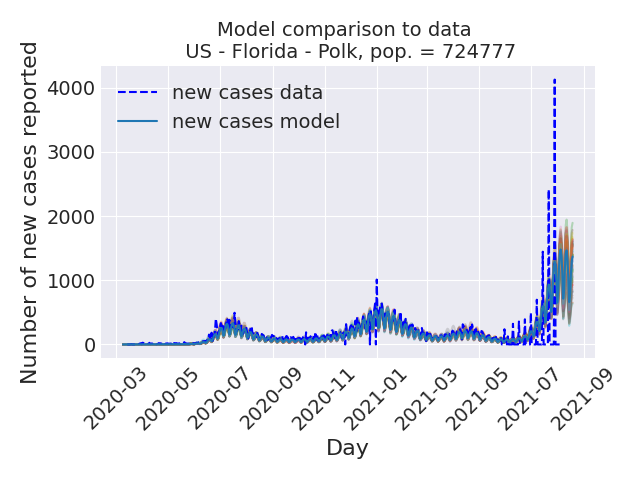 Model comparison to data
US - Florida - Polk, pop. = 724777
Number of new cases reported
4000
3000
2000
1000
0
new cases data
new cases model
2020-03
2020-05
2020-07
2020-09
2020-11
2021-01
2021-03
2021-05
2021-07
2021-09
Day